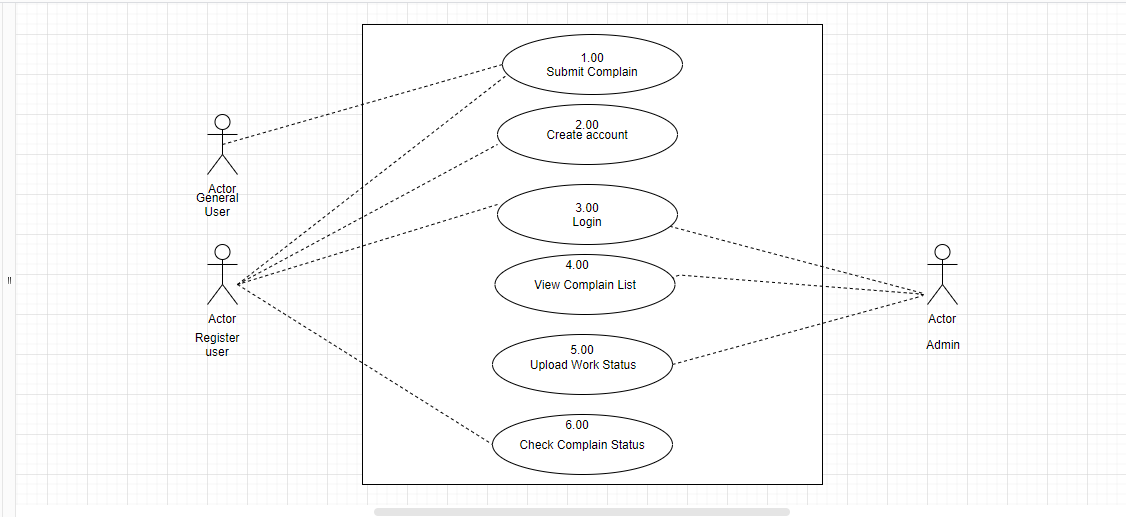 1.00
Submit Complain
2.00
Create account
Actor
General
User
3.00
Login
4.00
View Complain List
Actor
Register
user
Actor
Admin
5.00
Upload Work Status
6.00
Check Complain Status